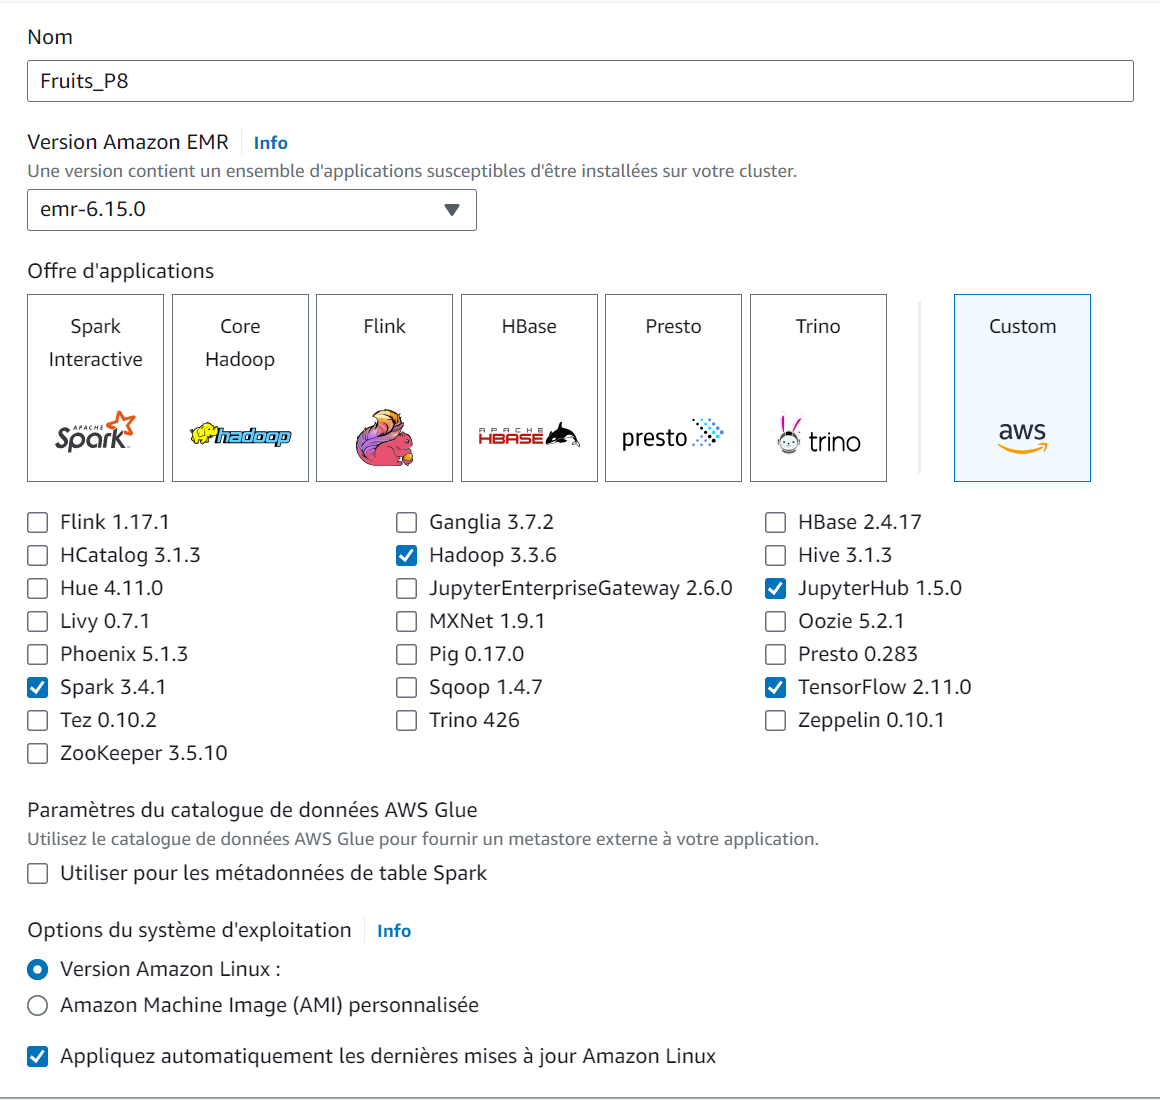 Nom
Fruits_P8
Version Amazon EMR Info
Une version contient un ensemble d'applications susceptibles d'être installées sur votre cluster.
emr-6.15.0
Offre d'applications
Spark Interactive
Core Hadoop
Flink
HBase
Presto
Trino
Custom
APACHE Spark
hadoop
APACHE HBASE
presto
trino
aws
Flink 1.17.1
Ganglia 3.7.2
HBase 2.4.17
HCatalog 3.1.3
Hadoop 3.3.6
Hive 3.1.3
Hue 4.11.0
JupyterEnterpriseGateway 2.6.0
JupyterHub 1.5.0
Livy 0.7.1
MXNet 1.9.1
Oozie 5.2.1
Phoenix 5.1.3
Pig 0.17.0
Presto 0.283
Spark 3.4.1
Sqoop 1.4.7
TensorFlow 2.11.0
Tez 0.10.2
Trino 426
Zeppelin 0.10.1
ZooKeeper 3.5.10
Paramètres du catalogue de données AWS Glue
Utilisez le catalogue de données AWS Glue pour fournir un metastore externe à votre application.
Utiliser pour les métadonnées de table Spark
Options du système d'exploitation Info
Version Amazon Linux :
Amazon Machine Image (AMI) personnalisée
Appliquez automatiquement les dernières mises à jour Amazon Linux